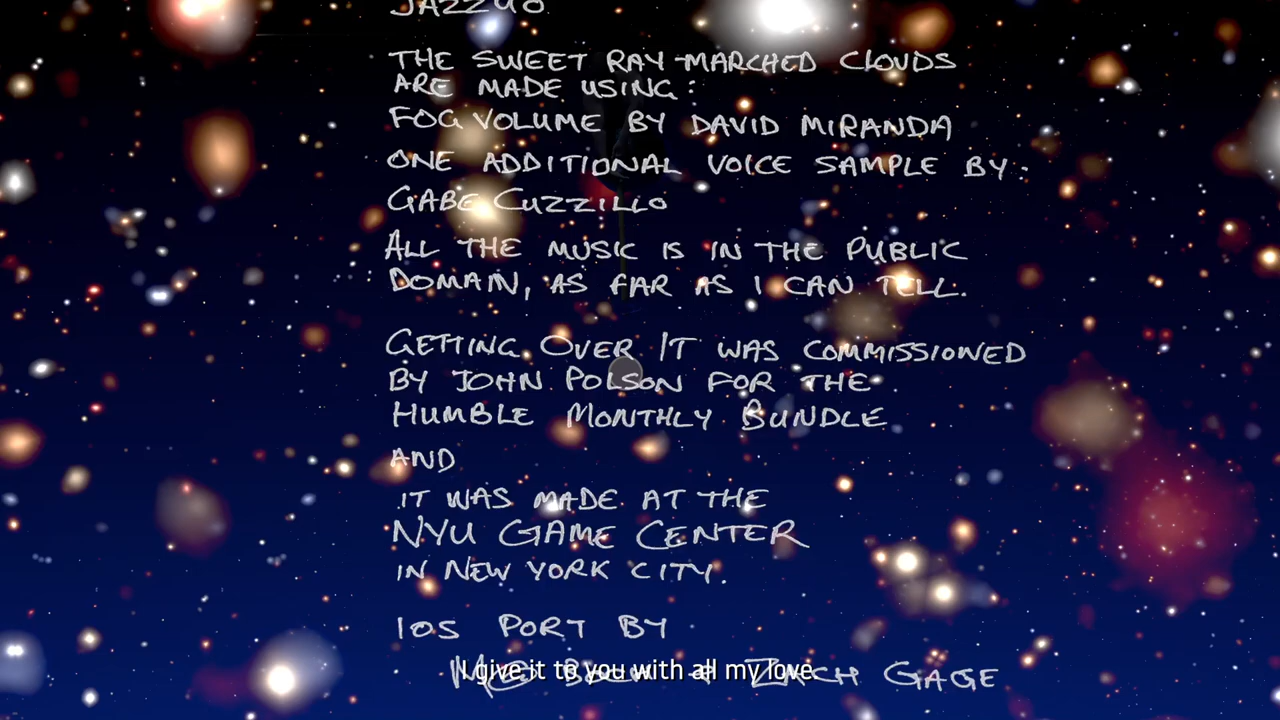 JAZZUO
THE SWEET RAY-MARCHED CLOUDS
ARE MADE USING:
FOG VOLUME BY DAVID MIRANDA
ONE ADDITIONAL VOICE SAMPLE BY:
GABE CUZZILLO
ALL THE MUSIC IS IN THE PUBLIC
DOMAIN, AS FAR AS I CAN TELL.
GETTING OVER IT WAS COMMISSIONED
BY JOHN POLSON FOR THE
HUMBLE MONTHLY BUNDLE
AND
IT WAS MADE AT THE
NYU GAME CENTER
IN NEW YORK CITY.
IOS PORT BY
ZACH GAGE
I give it to you with all my love